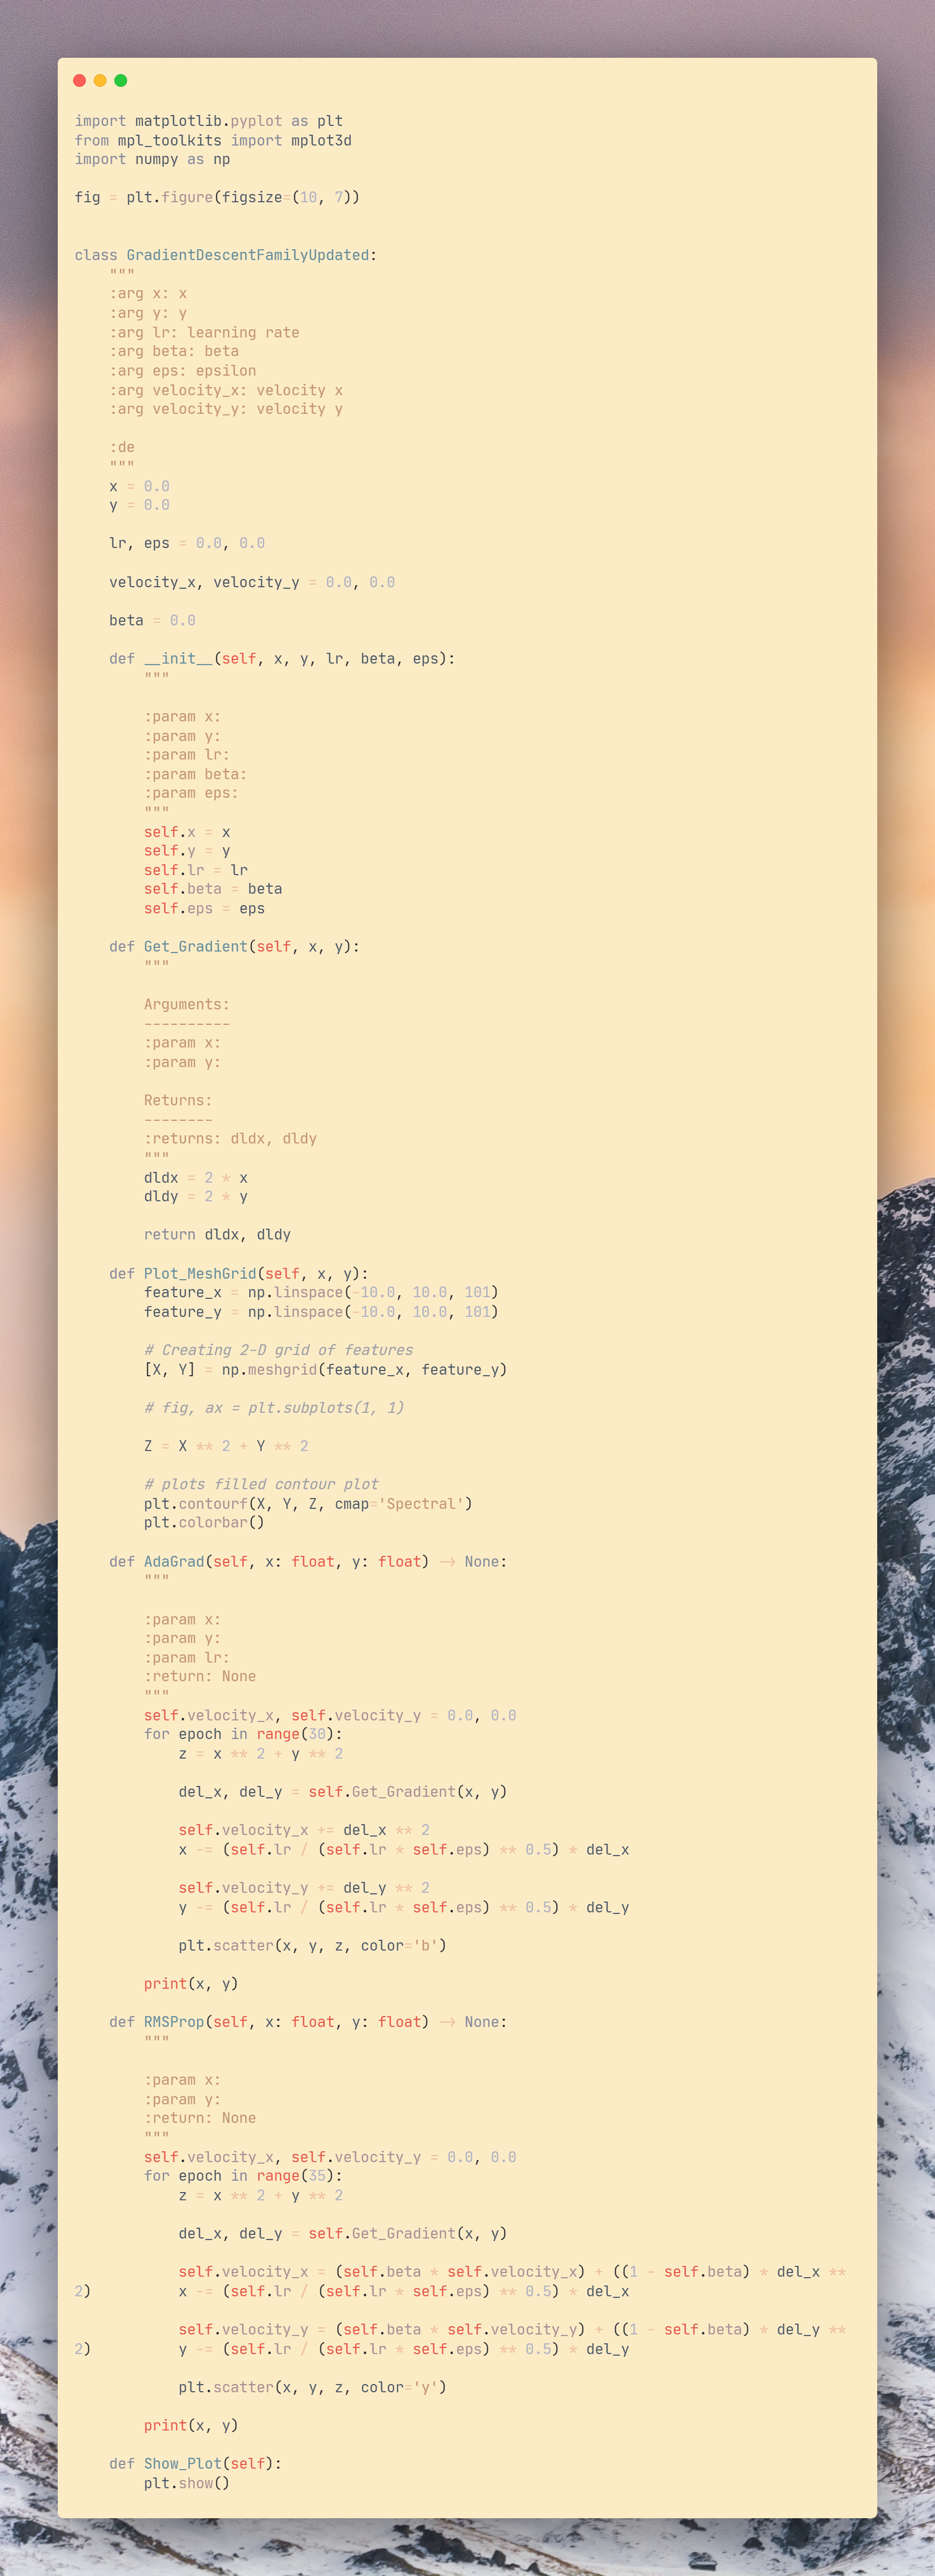 import matplotlib.pyplot as plt
from mpl_toolkits import mplot3d
import numpy as np

fig = plt.figure(figsize=(10, 7))


class GradientDescentFamilyUpdated:
    """
    :arg x: x
    :arg y: y
    :arg lr: learning rate
    :arg beta: beta
    :arg eps: epsilon
    :arg velocity_x: velocity x
    :arg velocity_y: velocity y

    :de
    """
    x = 0.0
    y = 0.0

    lr, eps = 0.0, 0.0

    velocity_x, velocity_y = 0.0, 0.0

    beta = 0.0

    def __init__(self, x, y, lr, beta, eps):
        """

        :param x:
        :param y:
        :param lr:
        :param beta:
        :param eps:
        """
        self.x = x
        self.y = y
        self.lr = lr
        self.beta = beta
        self.eps = eps

    def Get_Gradient(self, x, y):
        """

        Arguments:
        ----------
        :param x:
        :param y:

        Returns:
        --------
        :returns: dldx, dldy
        """
        dldx = 2 * x
        dldy = 2 * y

        return dldx, dldy

    def Plot_MeshGrid(self, x, y):
        feature_x = np.linspace(-10.0, 10.0, 101)
        feature_y = np.linspace(-10.0, 10.0, 101)

        # Creating 2-D grid of features
        [X, Y] = np.meshgrid(feature_x, feature_y)

        # fig, ax = plt.subplots(1, 1)

        Z = X ** 2 + Y ** 2

        # plots filled contour plot
        plt.contourf(X, Y, Z, cmap='Spectral')
        plt.colorbar()

    def AdaGrad(self, x: float, y: float) -> None:
        """

        :param x:
        :param y:
        :param lr:
        :return: None
        """
        self.velocity_x, self.velocity_y = 0.0, 0.0
        for epoch in range(30):
            z = x ** 2 + y ** 2

            del_x, del_y = self.Get_Gradient(x, y)

            self.velocity_x += del_x ** 2
            x -= (self.lr / (self.lr * self.eps) ** 0.5) * del_x

            self.velocity_y += del_y ** 2
            y -= (self.lr / (self.lr * self.eps) ** 0.5) * del_y

            plt.scatter(x, y, z, color='b')

        print(x, y)

    def RMSProp(self, x: float, y: float) -> None:
        """

        :param x:
        :param y:
        :return: None
        """
        self.velocity_x, self.velocity_y = 0.0, 0.0
        for epoch in range(35):
            z = x ** 2 + y ** 2

            del_x, del_y = self.Get_Gradient(x, y)

            self.velocity_x = (self.beta * self.velocity_x) + ((1 - self.beta) * del_x **
2)          x -= (self.lr / (self.lr * self.eps) ** 0.5) * del_x

            self.velocity_y = (self.beta * self.velocity_y) + ((1 - self.beta) * del_y **
2)          y -= (self.lr / (self.lr * self.eps) ** 0.5) * del_y

            plt.scatter(x, y, z, color='y')

        print(x, y)

    def Show_Plot(self):
        plt.show()